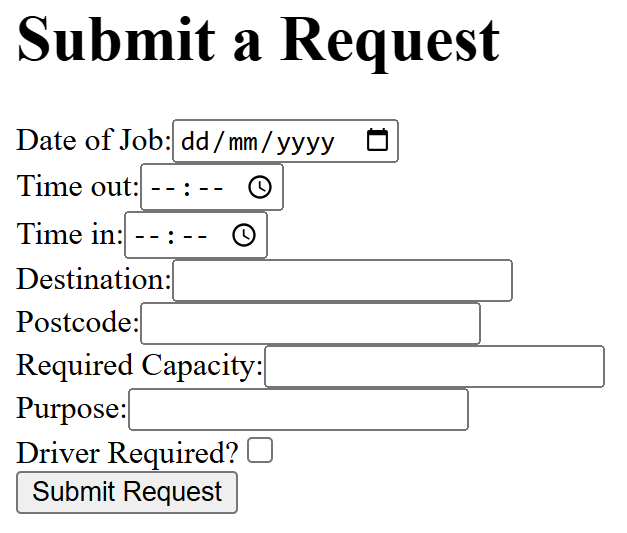 Submit a Request
Date of Job: dd/mm/yyyy
Time out: --:--
Time in: --:--
Destination:
Postcode:
Required Capacity:
Purpose:
Driver Required?
Submit Request